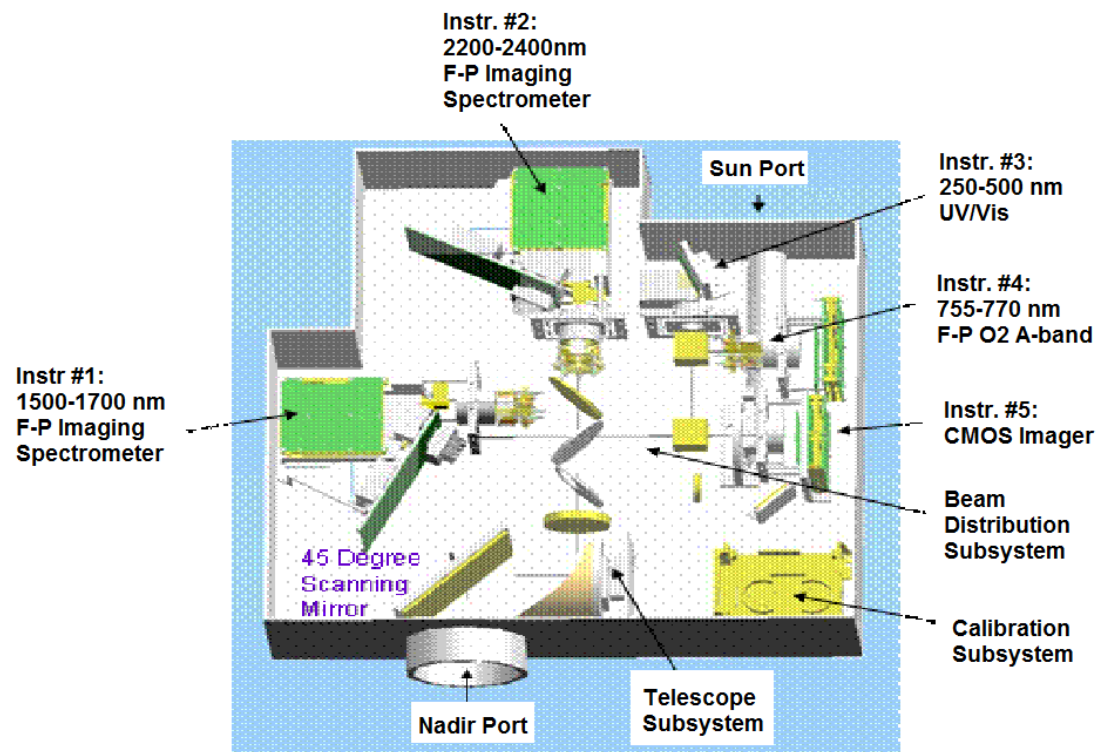 Instr. #2:
2200-2400nm
F-P Imaging
Spectrometer
Sun Port
Instr. #3:
250-500 nm
UV/Vis
Instr. #4:
755-770 nm
F-P O2 A-band
Instr #1:
1500-1700 nm
F-P Imaging
Spectrometer
Instr. #5:
CMOS Imager
Beam
Distribution
Subsystem
45 Degree
Scanning
Mirror
Calibration
Subsystem
Telescope
Subsystem
Nadir Port